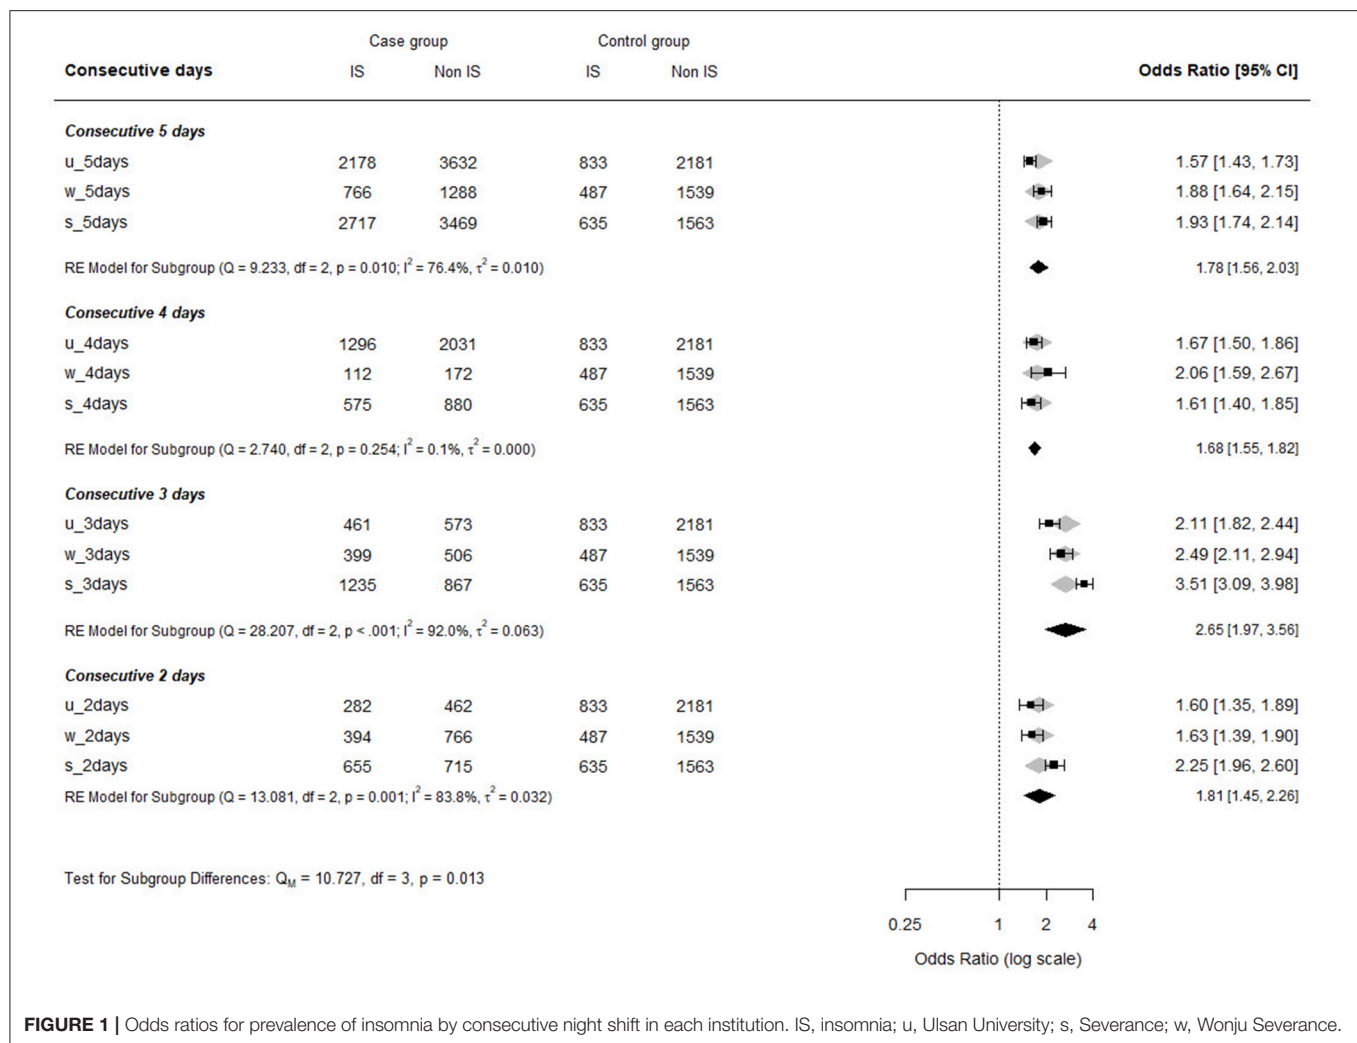 Case group Control group
Consecutive days IS Non IS IS Non IS Odds Ratio [95% CI]
Consecutive 5 days
u_5days 2178 3632 833 2181 1.57 [1.43, 1.73]
w_5days 766 1288 487 1539 1.88 [1.64, 2.15]
s_5days 2717 3469 635 1563 1.93 [1.74, 2.14]
RE Model for Subgroup (Q = 9.233, df = 2, p = 0.010; I² = 76.4%, τ² = 0.010) 1.78 [1.56, 2.03]
Consecutive 4 days
u_4days 1296 2031 833 2181 1.67 [1.50, 1.86]
w_4days 112 172 487 1539 2.06 [1.59, 2.67]
s_4days 575 880 635 1563 1.61 [1.40, 1.85]
RE Model for Subgroup (Q = 2.740, df = 2, p = 0.254; I² = 0.1%, τ² = 0.000) 1.68 [1.55, 1.82]
Consecutive 3 days
u_3days 461 573 833 2181 2.11 [1.82, 2.44]
w_3days 399 506 487 1539 2.49 [2.11, 2.94]
s_3days 1235 867 635 1563 3.51 [3.09, 3.98]
RE Model for Subgroup (Q = 28.207, df = 2, p < .001; I² = 92.0%, τ² = 0.063) 2.65 [1.97, 3.56]
Consecutive 2 days
u_2days 282 462 833 2181 1.60 [1.35, 1.89]
w_2days 394 766 487 1539 1.63 [1.39, 1.90]
s_2days 655 715 635 1563 2.25 [1.96, 2.60]
RE Model for Subgroup (Q = 13.081, df = 2, p = 0.001; I² = 83.8%, τ² = 0.032) 1.81 [1.45, 2.26]
Test for Subgroup Differences: Q_M = 10.727, df = 3, p = 0.013
0.25 1 2 4
Odds Ratio (log scale)
FIGURE 1 | Odds ratios for prevalence of insomnia by consecutive night shift in each institution. IS, insomnia; u, Ulsan University; s, Severance; w, Wonju Severance.